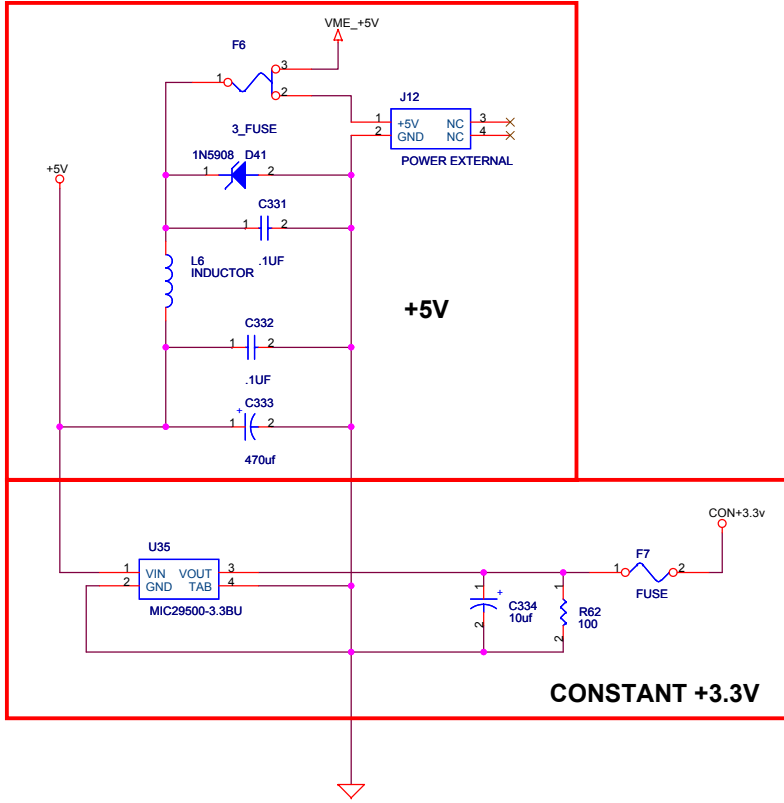 VME_+5V
F6
1
3
2
3_FUSE
J12
1 +5V NC 3
2 GND NC 4
POWER EXTERNAL
+5V
1N5908 D41
1 2
C331
1 2
.1UF
L6
INDUCTOR
+5V
C332
1 2
.1UF
C333
+
1 2
470uf
CON+3.3v
U35
1 VIN VOUT 3
2 GND TAB 4
MIC29500-3.3BU
F7
1 2
FUSE
1
+
C334
10uf
2
1
R62
100
2
CONSTANT +3.3V